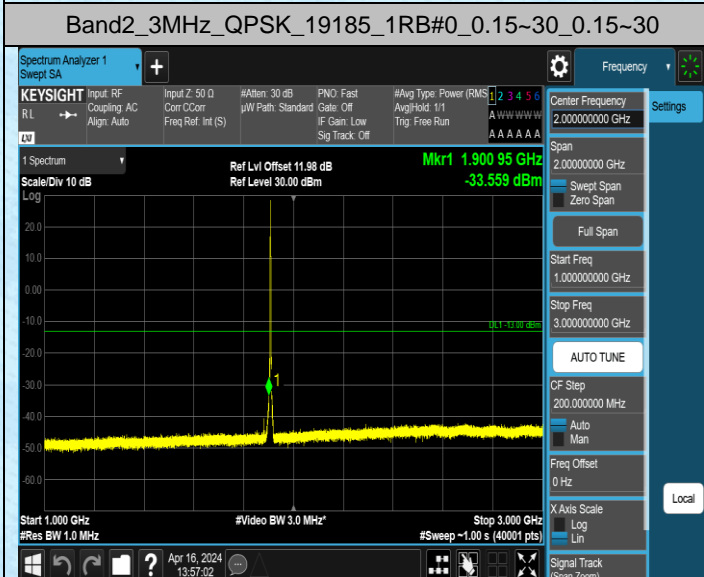 Band2_3MHz_QPSK_19185_1RB#0_0.15~30_0.15~30
Spectrum Analyzer 1
Swept SA
+
Frequency
KEYSIGHT
RL
LXI
Input: RF
Coupling: AC
Align: Auto
Input Z: 50 Ω
Corr CCorr
Freq Ref: Int (S)
#Atten: 30 dB
µW Path: Standard
PNO: Fast
Gate: Off
IF Gain: Low
Sig Track: Off
#Avg Type: Power (RMS
Avg|Hold: 1/1
Trig: Free Run
1 2 3 4 5 6
A W W W W W
A A A A A A
1 Spectrum
Scale/Div 10 dB
Log
Ref Lvl Offset 11.98 dB
Ref Level 30.00 dBm
Mkr1 1.900 95 GHz
-33.559 dBm
20.0
10.0
0.00
-10.0
DL1 -13.00 dBm
-20.0
-30.0
1
-40.0
-50.0
-60.0
Start 1.000 GHz
#Res BW 1.0 MHz
#Video BW 3.0 MHz*
Stop 3.000 GHz
#Sweep ~1.00 s (40001 pts)
Center Frequency
2.000000000 GHz
Settings
Span
2.00000000 GHz
Swept Span
Zero Span
Full Span
Start Freq
1.000000000 GHz
Stop Freq
3.000000000 GHz
AUTO TUNE
CF Step
200.000000 MHz
Auto
Man
Freq Offset
0 Hz
X Axis Scale
Log
Lin
Local
Signal Track
(Span Zoom)
?
Apr 16, 2024
13:57:02